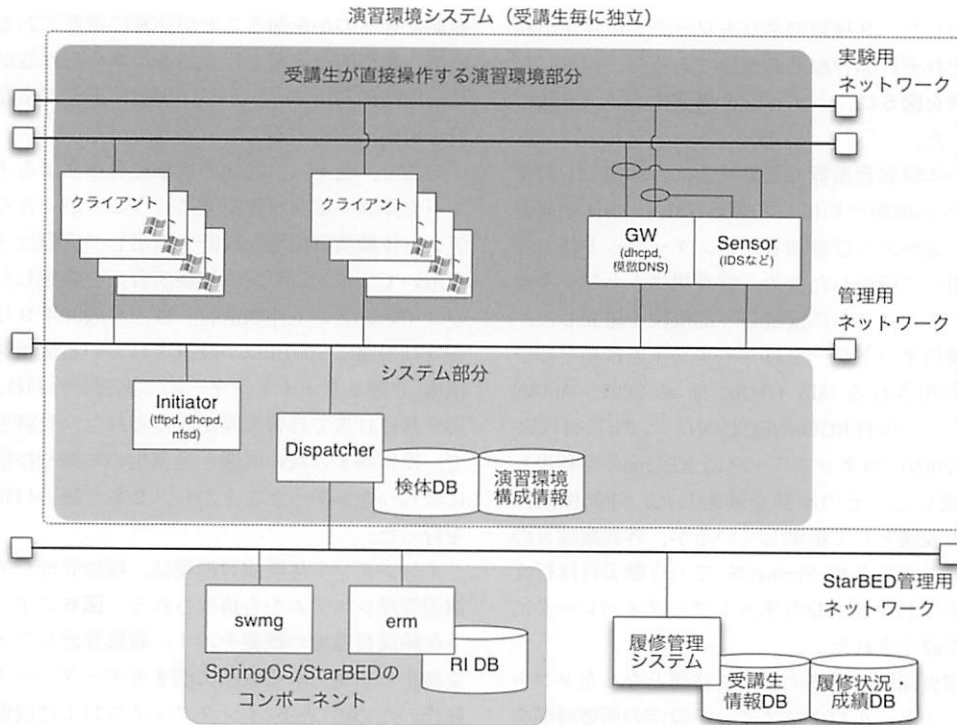 演習環境システム（受講生毎に独立）
受講生が直接操作する演習環境部分
実験用
ネットワーク
クライアント
クライアント
GW
(dhcpd,
模倣DNS)
Sensor
(IDSなど)
管理用
ネットワーク
システム部分
Initiator
(tftpd, dhcpd,
nfsd)
Dispatcher
検体DB
演習環境
構成情報
StarBED管理用
ネットワーク
swmg
erm
RI DB
SpringOS/StarBEDの
コンポーネント
履修管理
システム
受講生
情報DB
履修状況・
成績DB